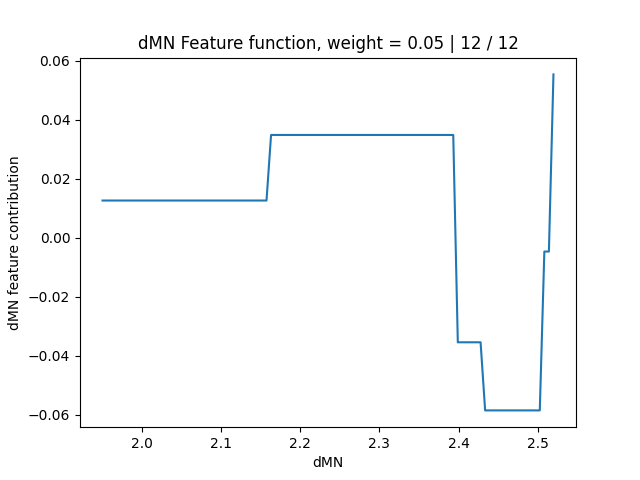 dMN Feature function, weight = 0.05 | 12 / 12
0.06
0.04
0.02
0.00
−0.02
−0.04
−0.06
dMN feature contribution
2.0 2.1 2.2 2.3 2.4 2.5
dMN